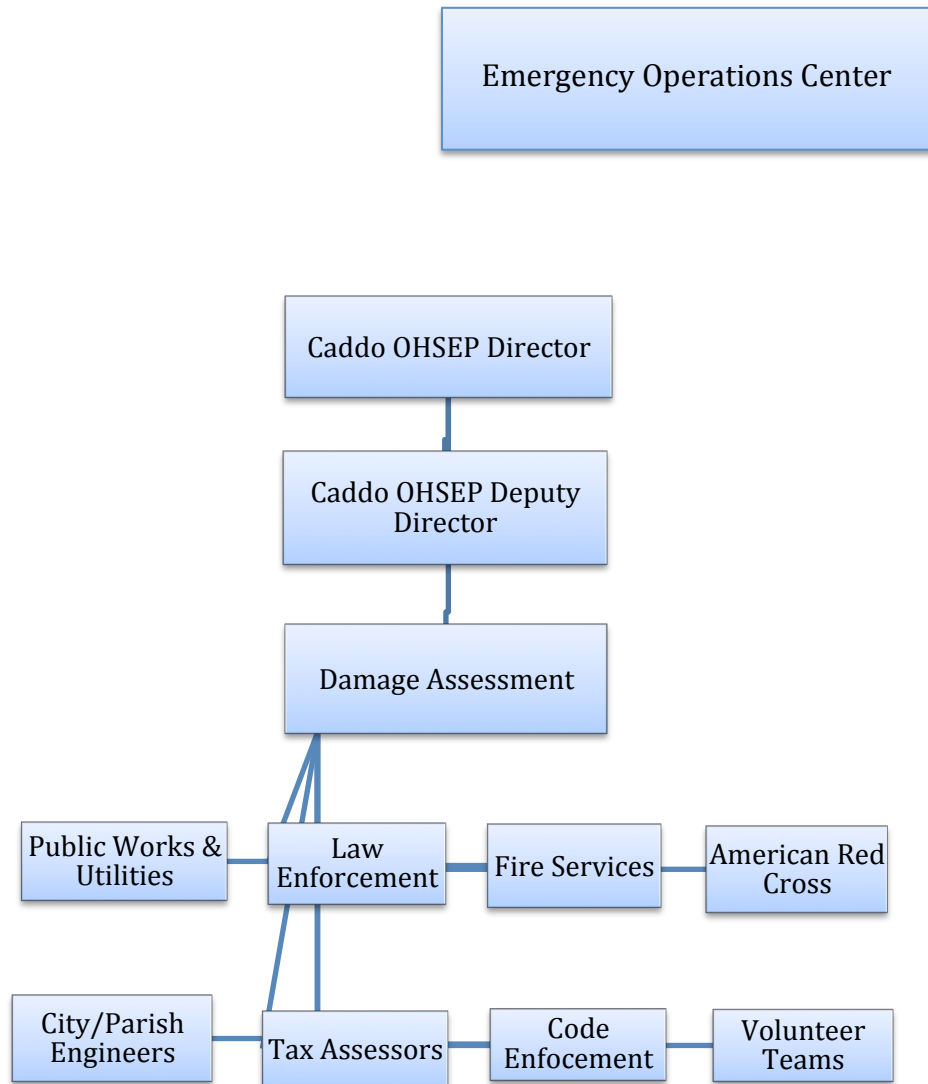 Emergency Operations Center
Caddo OHSEP Director
Caddo OHSEP Deputy
Director
Damage Assessment
Public Works &
Utilities
Law
Enforcement
Fire Services
American Red
Cross
City/Parish
Engineers
Tax Assessors
Code
Enfocement
Volunteer
Teams